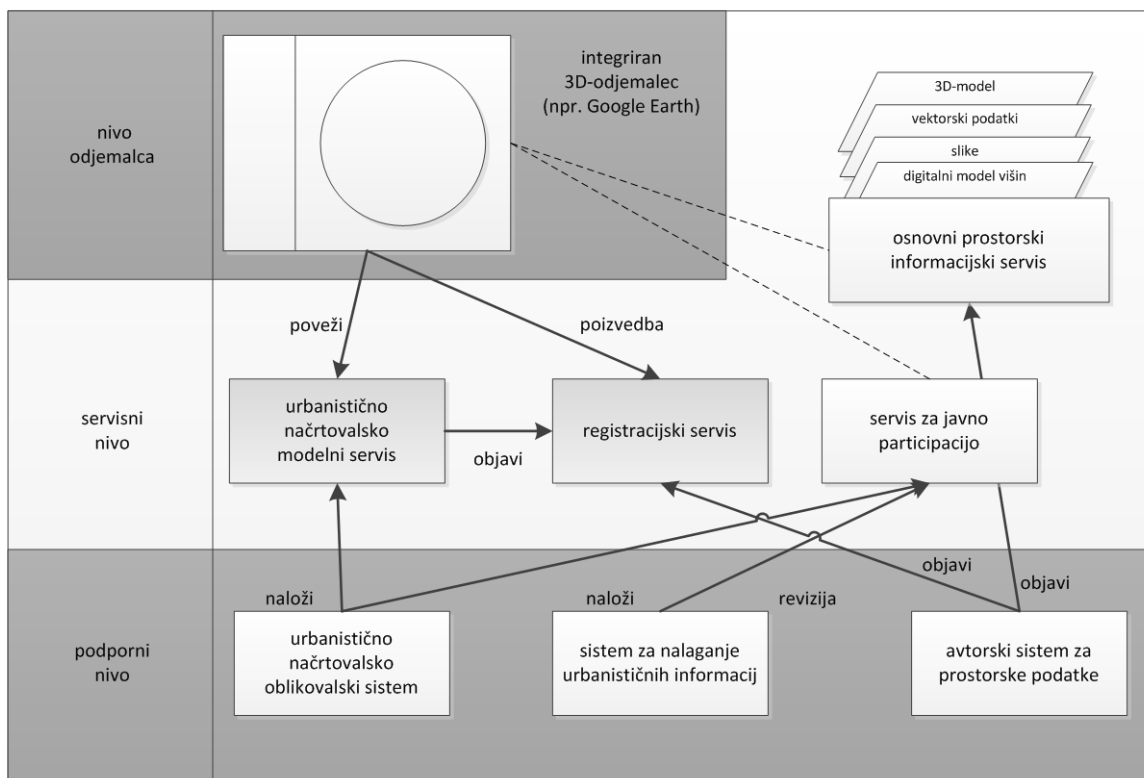 nivo
odjemalca
integriran
3D-odjemalec
(npr. Google Earth)
3D-model
vektorski podatki
slike
digitalni model višin
osnovni prostorski
informacijski servis
poveži
poizvedba
servisni
nivo
urbanistično
načrtovalsko
modelni servis
objavi
registracijski servis
servis za javno
participacijo
podporni
nivo
naloži
naloži
revizija
objavi
objavi
urbanistično
načrtovalsko
oblikovalski sistem
sistem za nalaganje
urbanističnih informacij
avtorski sistem za
prostorske podatke